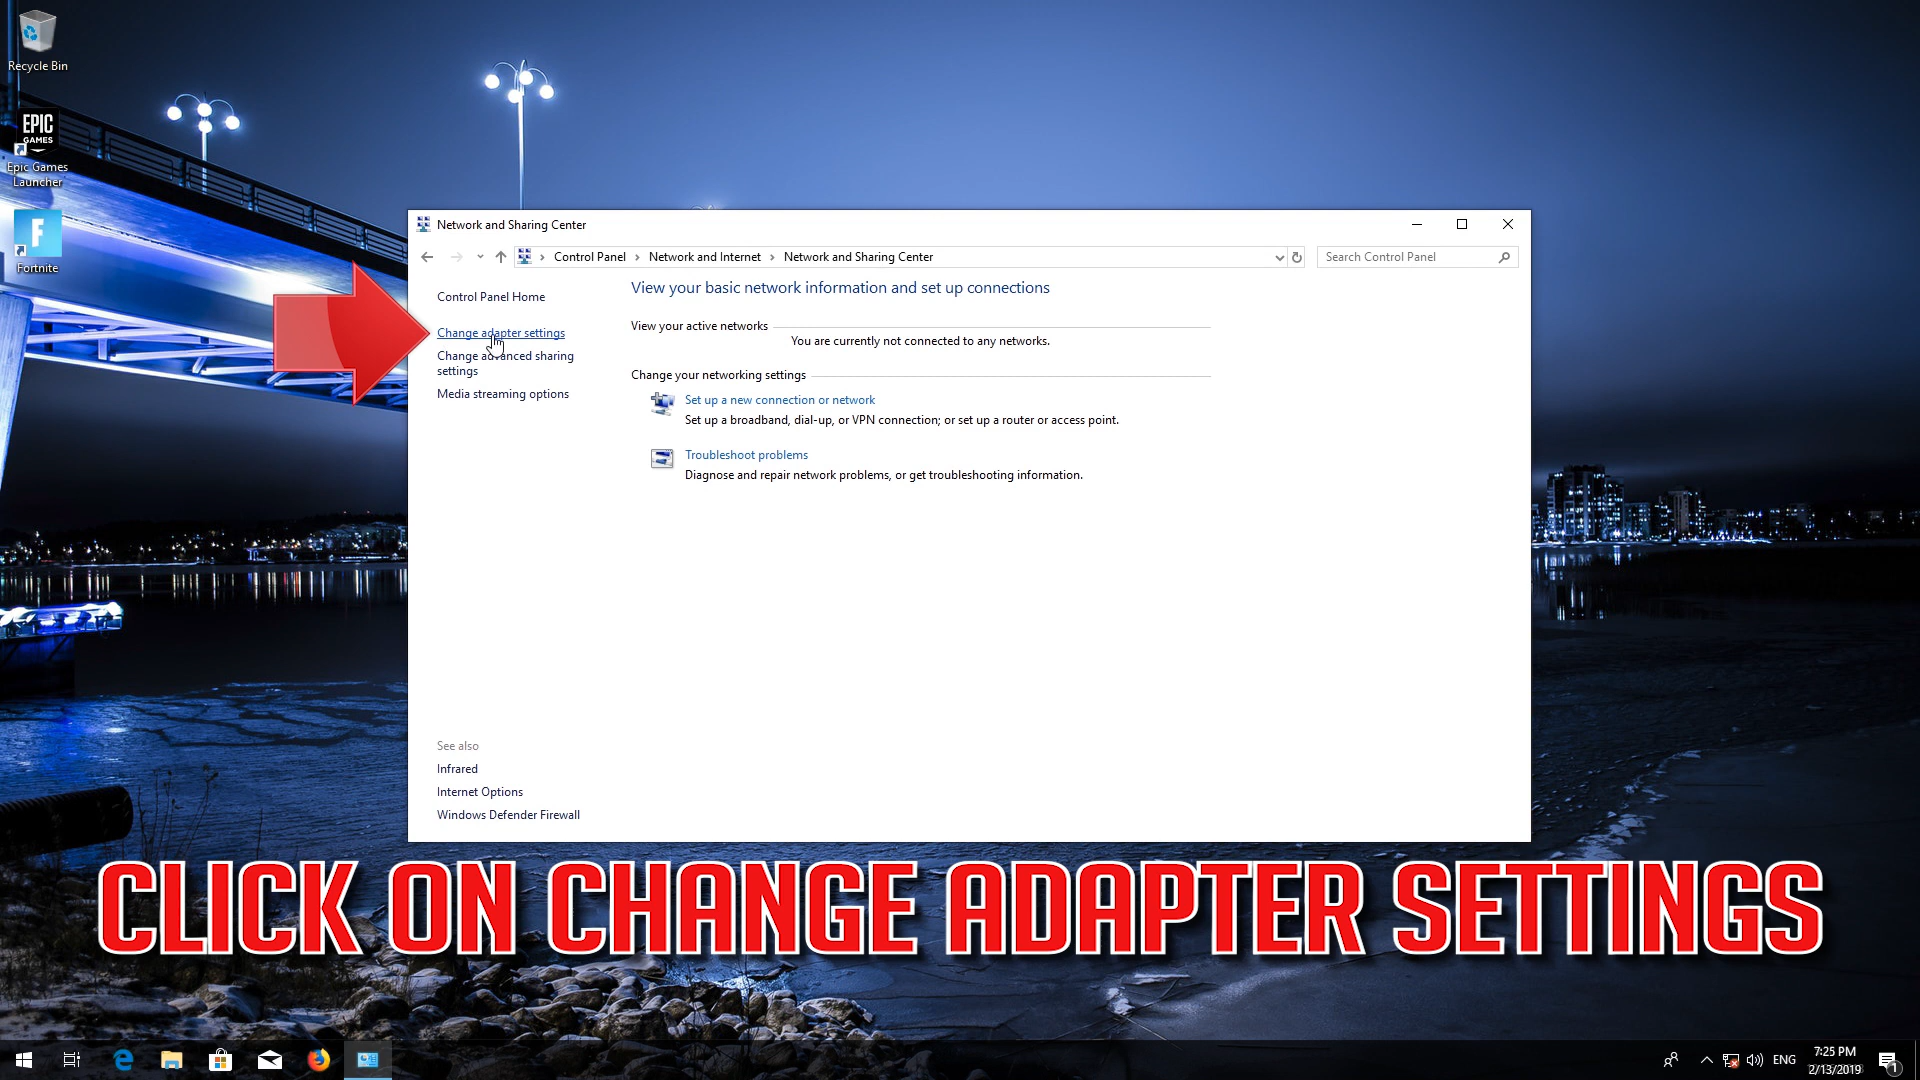 Recycle Bin
EPIC
GAMES
Epic Games
Launcher
F
Fortnite
Network and Sharing Center
Control Panel
Network and Internet
Network and Sharing Center
Search Control Panel
Control Panel Home
Change adapter settings
Change advanced sharing
settings
Media streaming options
View your basic network information and set up connections
View your active networks
You are currently not connected to any networks.
Change your networking settings
Set up a new connection or network
Set up a broadband, dial-up, or VPN connection; or set up a router or access point.
Troubleshoot problems
Diagnose and repair network problems, or get troubleshooting information.
See also
Infrared
Internet Options
Windows Defender Firewall
CLICK ON CHANGE ADAPTER SETTINGS
ENG
7:25 PM
2/13/2019
1